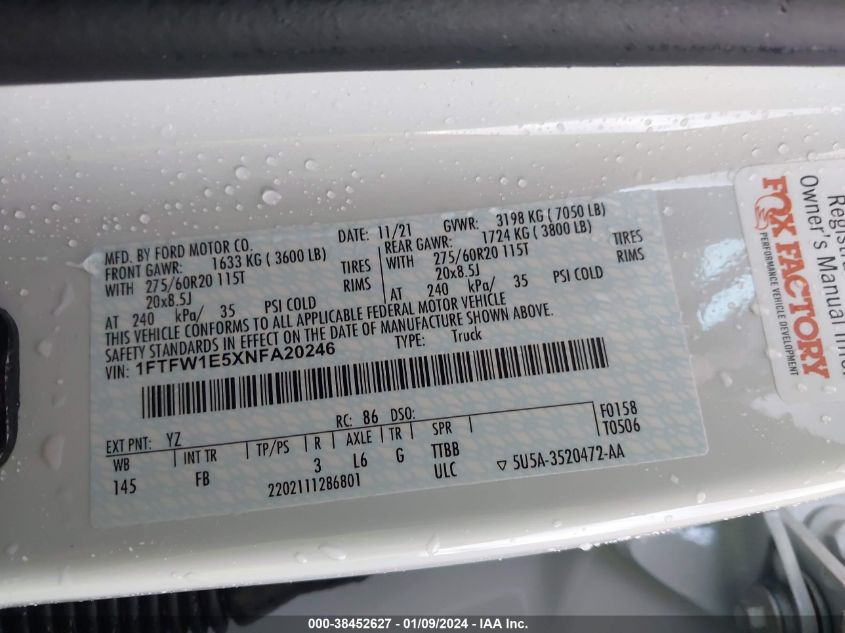 MFD. BY FORD MOTOR CO.
DATE: 11/21 GVWR: 3198 KG ( 7050 LB)
FRONT GAWR: 1633 KG ( 3600 LB)
REAR GAWR: 1724 KG ( 3800 LB)
WITH 275/60R20 115T TIRES
WITH 275/60R20 115T TIRES
20x8.5J RIMS
20x8.5J RIMS
AT 240 kPa/ 35 PSI COLD
AT 240 kPa/ 35 PSI COLD
THIS VEHICLE CONFORMS TO ALL APPLICABLE FEDERAL MOTOR VEHICLE
SAFETY STANDARDS IN EFFECT ON THE DATE OF MANUFACTURE SHOWN ABOVE.
VIN: 1FTFW1E5XNFA20246 TYPE: Truck
EXT PNT: YZ RC: 86 DSO: F0158
WB INT TR TP/PS R AXLE TR SPR T0506
145 FB 3 L6 G TTBB
2202111286801 ULC ▽ 5U5A-3520472-AA
Owner's Manual
FOX FACTORY
PERFORMANCE VEHICLE DEVELOPMENT
000-38452627 - 01/09/2024 - IAA Inc.